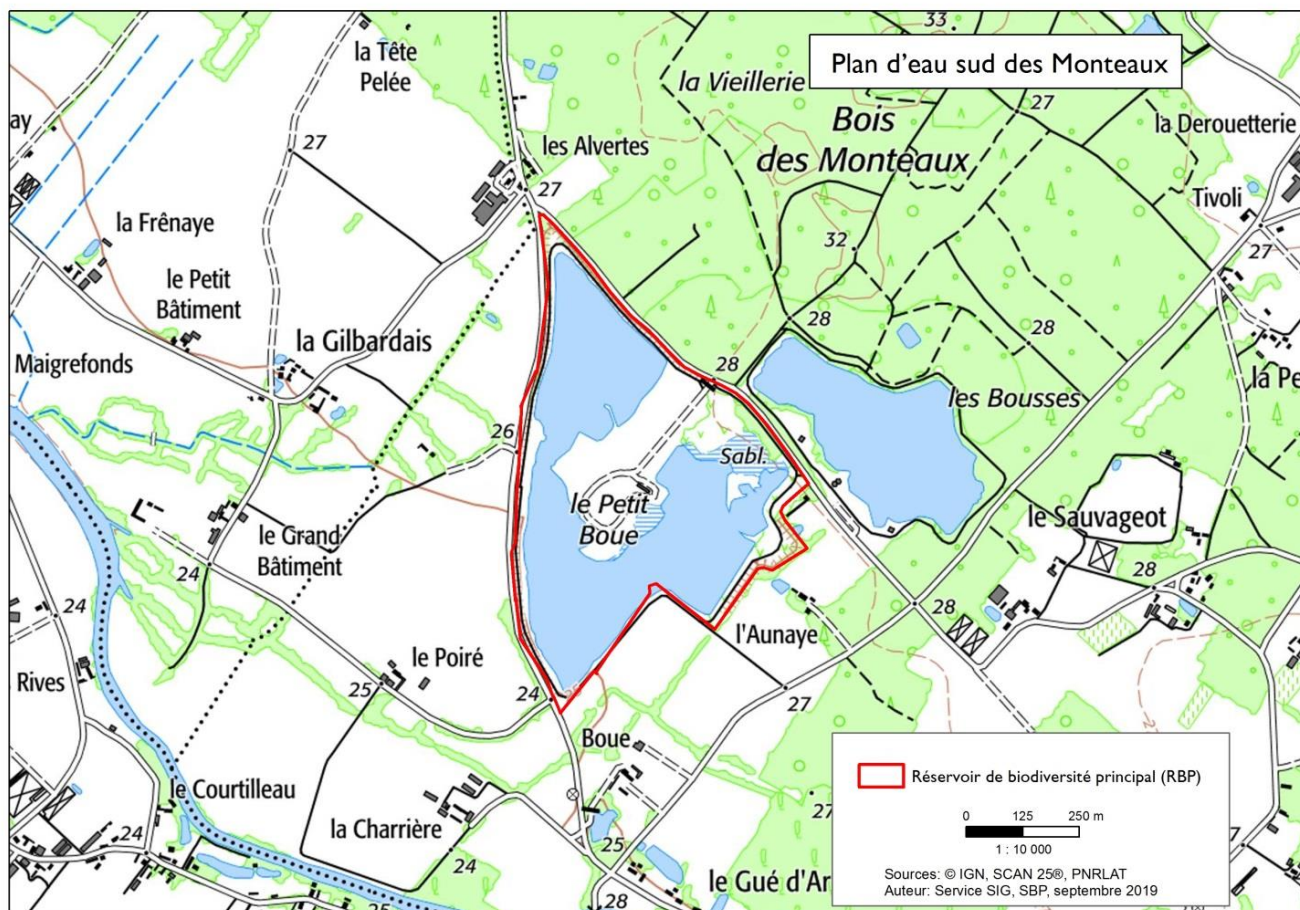 Plan d'eau sud des Monteaux
33
la Tête
Pelée
la Vieillerie
Bois
des Monteaux
27
la Derouetterie
ay
27
les Alvertes
27
Tivoli
la Frênaye
32
27
le Petit
Bâtiment
28
28
Maigrefonds
la Gilbardais
28
les Bousses
la Pe
26
Sabl.
le Petit
Boue
le Grand
Bâtiment
le Sauvageot
24
24
28
28
l'Aunaye
Rives
le Poiré
25
24
27
Boue
le Courtilleau
la Charrière
27
24
25
24
le Gué d'Ar
25
28
7
Réservoir de biodiversité principal (RBP)
0 125 250 m
1 : 10 000
Sources: © IGN, SCAN 25®, PNRLAT
Auteur: Service SIG, SBP, septembre 2019